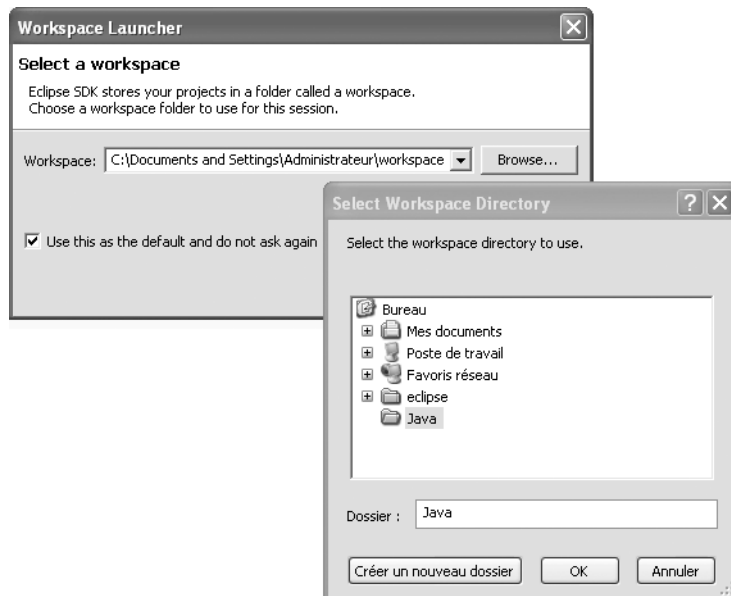 Workspace Launcher
Select a workspace
Eclipse SDK stores your projects in a folder called a workspace.
Choose a workspace folder to use for this session.
Workspace: C:\Documents and Settings\Administrateur\workspace Browse...
Use this as the default and do not ask again
Select Workspace Directory
Select the workspace directory to use.
Bureau
Mes documents
Poste de travail
Favoris réseau
eclipse
Java
Dossier : Java
Créer un nouveau dossier OK Annuler